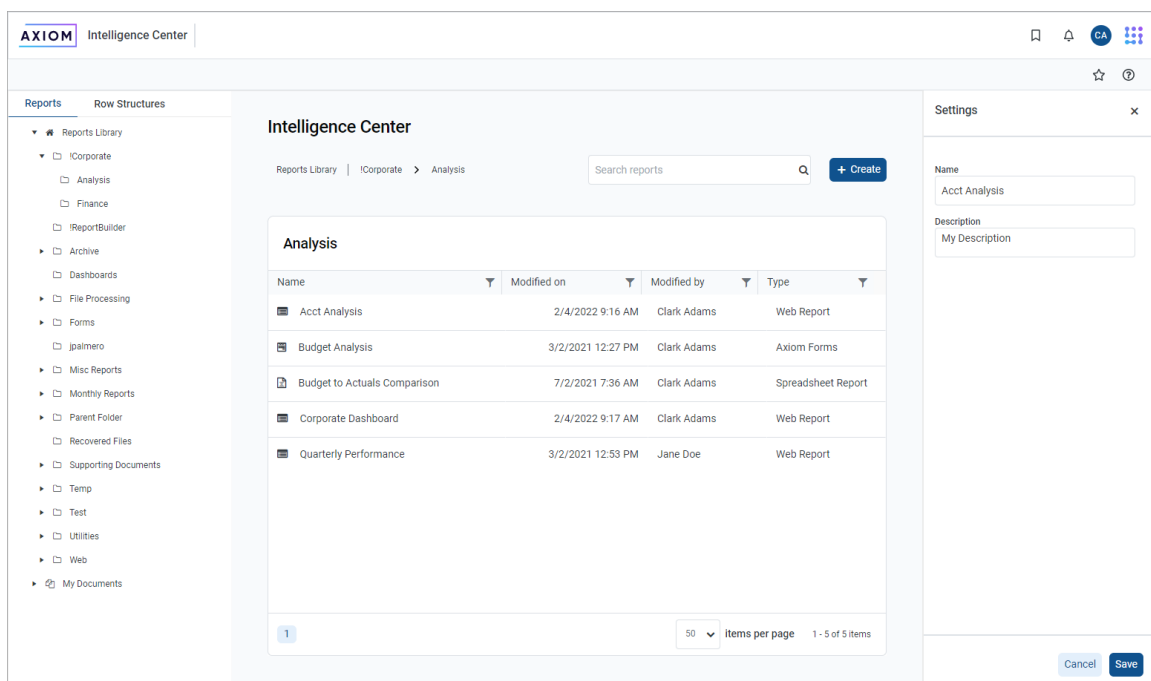 AXIOM Intelligence Center
CA
Reports Row Structures
Reports Library
!Corporate
Analysis
Finance
!ReportBuilder
Archive
Dashboards
File Processing
Forms
jpalmero
Misc Reports
Monthly Reports
Parent Folder
Recovered Files
Supporting Documents
Temp
Test
Utilities
Web
My Documents
Intelligence Center
Reports Library | !Corporate > Analysis
Search reports
+ Create
Analysis
Name Modified on Modified by Type
Acct Analysis 2/4/2022 9:16 AM Clark Adams Web Report
Budget Analysis 3/2/2021 12:27 PM Clark Adams Axiom Forms
Budget to Actuals Comparison 7/2/2021 7:36 AM Clark Adams Spreadsheet Report
Corporate Dashboard 2/4/2022 9:17 AM Clark Adams Web Report
Quarterly Performance 3/2/2021 12:53 PM Jane Doe Web Report
1 50 items per page 1 - 5 of 5 items
Settings
Name
Acct Analysis
Description
My Description
Cancel Save